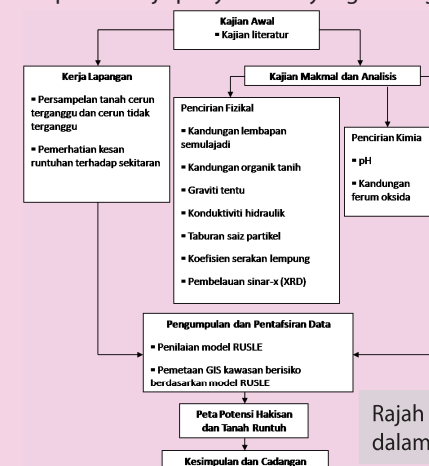 Kajian Awal
▪ Kajian literatur
Kerja Lapangan
▪ Persampelan tanah cerun
terganggu dan cerun tidak
terganggu
▪ Pemerhatian kesan
runtuhan terhadap sekitaran
Kajian Makmal dan Analisis
Pencirian Fizikal
▪ Kandungan lembapan
semulajadi
▪ Kandungan organik tanih
▪ Graviti tentu
▪ Konduktiviti hidraulik
▪ Taburan saiz partikel
▪ Koefisien serakan lempung
▪ Pembelauan sinar-x (XRD)
Pencirian Kimia
▪ pH
▪ Kandungan
ferum oksida
Pengumpulan dan Pentafsiran Data
▪ Penilaian model RUSLE
▪ Pemetaan GIS kawasan berisiko
berdasarkan model RUSLE
Peta Potensi Hakisan
dan Tanah Runtuh
Kesimpulan dan Cadangan
Rajah
dalam